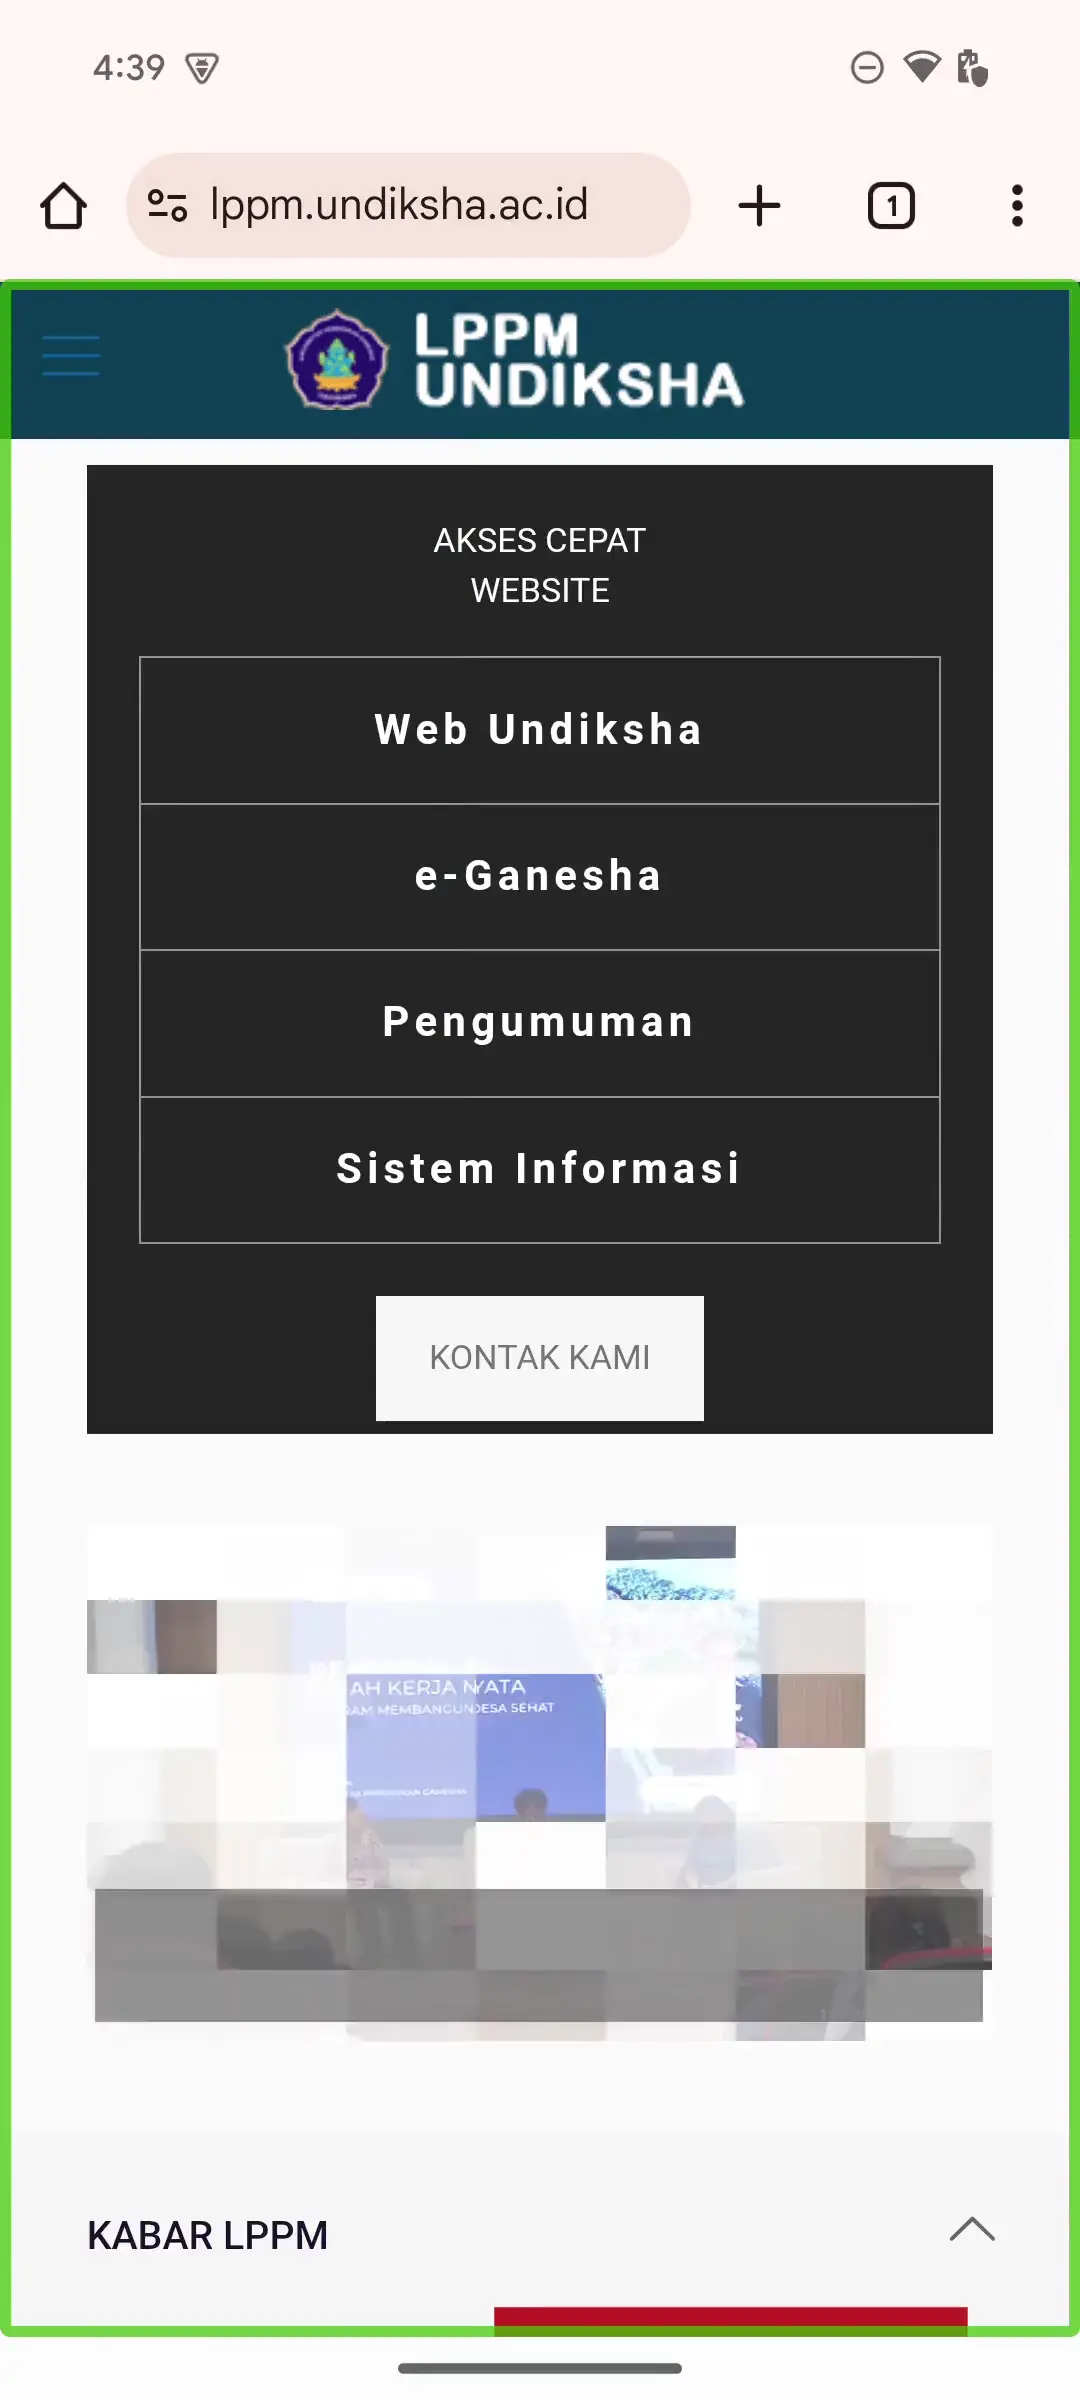 4:39
lppm.undiksha.ac.id
1
LPPM
UNDIKSHA
AKSES CEPAT
WEBSITE
Web Undiksha
e-Ganesha
Pengumuman
Sistem Informasi
KONTAK KAMI
AH KERJA NYATA
RAM MEMBANGUN DESA SEHAT
KABAR LPPM